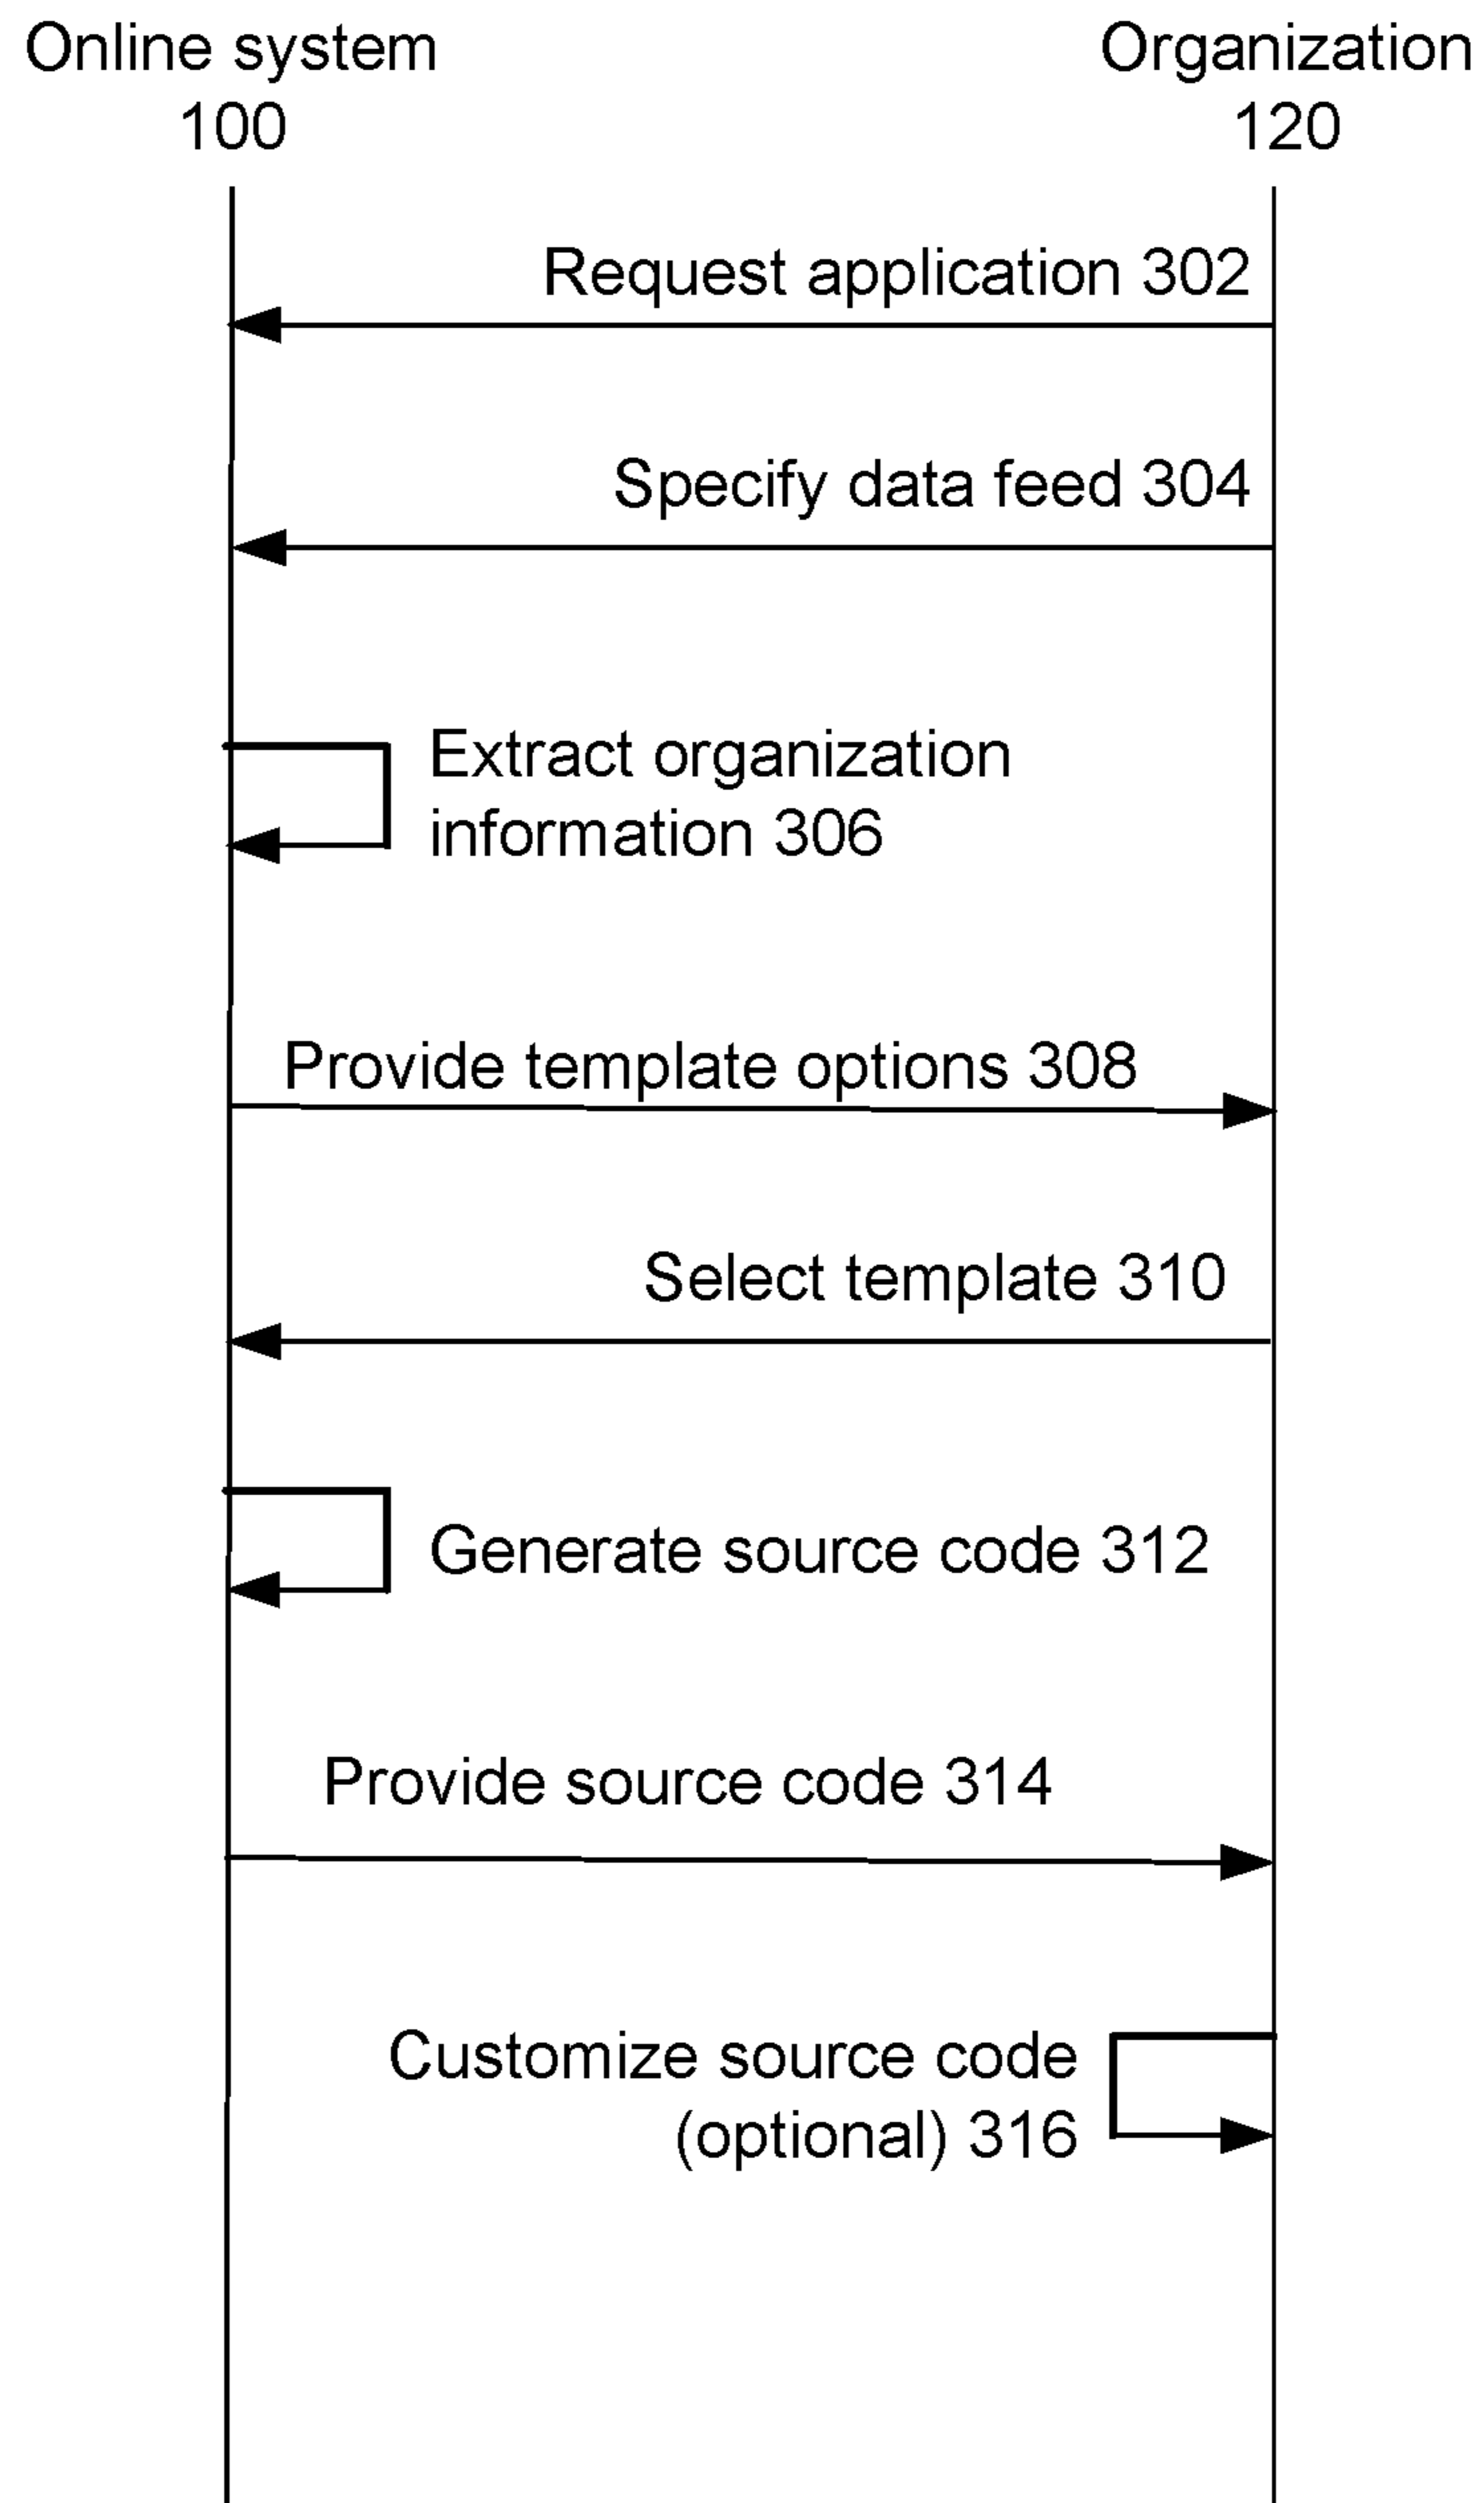 Online system
100
Organization
120
Request application 302
Specify data feed 304
Extract organization
information 306
Provide template options 308
Select template 310
Generate source code 312
Provide source code 314
Customize source code
(optional) 316